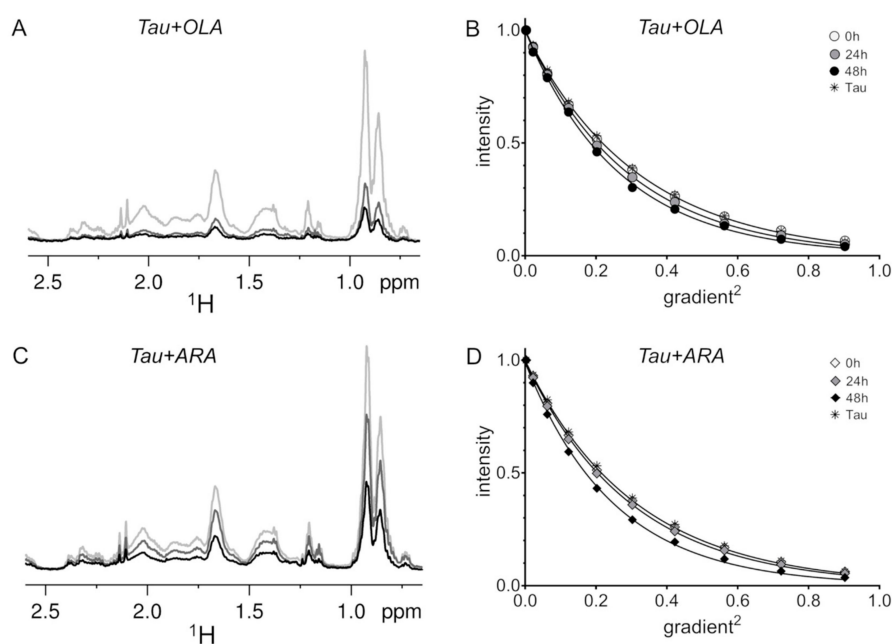 A
Tau+OLA
2.5
2.0
1.5
1.0
ppm
¹H
B
Tau+OLA
0h
24h
48h
Tau
1.0
0.5
0.0
intensity
0.0
0.2
0.4
0.6
0.8
1.0
gradient²
C
Tau+ARA
2.5
2.0
1.5
1.0
ppm
¹H
D
Tau+ARA
0h
24h
48h
Tau
1.0
0.5
0.0
intensity
0.0
0.2
0.4
0.6
0.8
1.0
gradient²